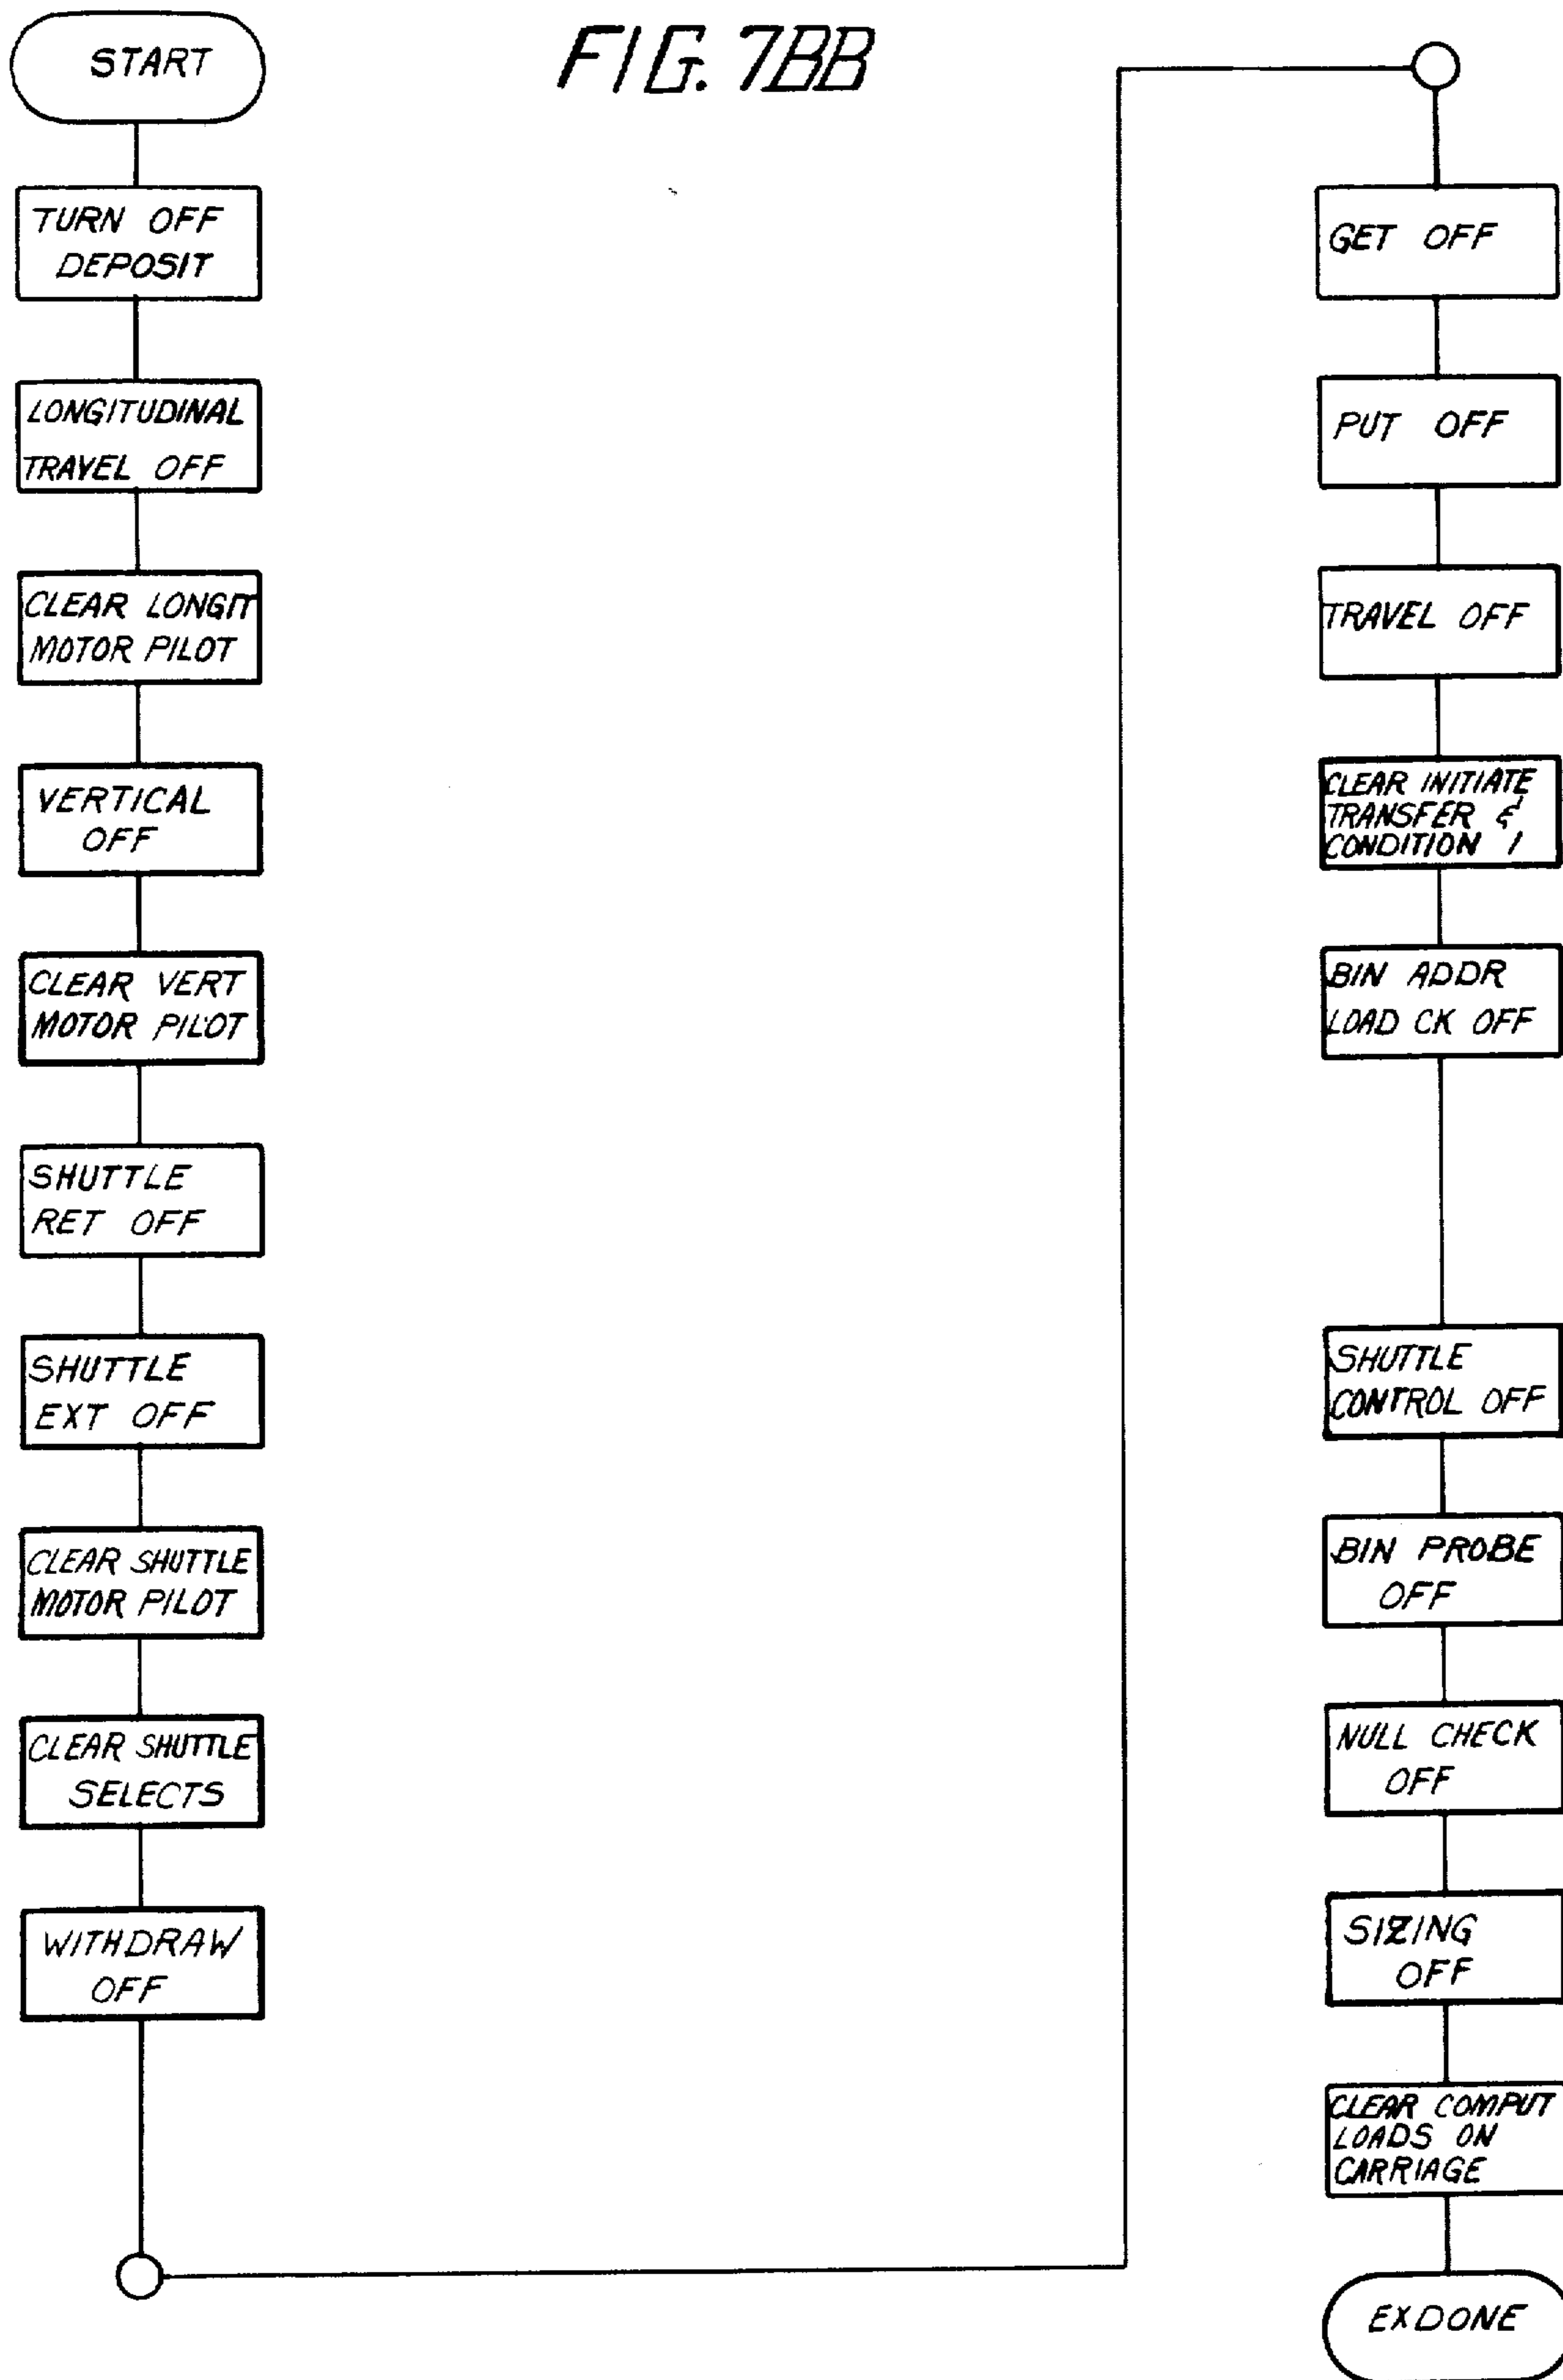 FIG. 7BB
START
TURN OFF
DEPOSIT
LONGITUDINAL
TRAVEL OFF
CLEAR LONGIT
MOTOR PILOT
VERTICAL
OFF
CLEAR VERT
MOTOR PILOT
SHUTTLE
RET OFF
SHUTTLE
EXT OFF
CLEAR SHUTTLE
MOTOR PILOT
CLEAR SHUTTLE
SELECTS
WITHDRAW
OFF
GET OFF
PUT OFF
TRAVEL OFF
CLEAR INITIATE
TRANSFER &
CONDITION 1
BIN ADDR
LOAD CK OFF
SHUTTLE
CONTROL OFF
BIN PROBE
OFF
NULL CHECK
OFF
SIZING
OFF
CLEAR COMPUT
LOADS ON
CARRIAGE
EXDONE